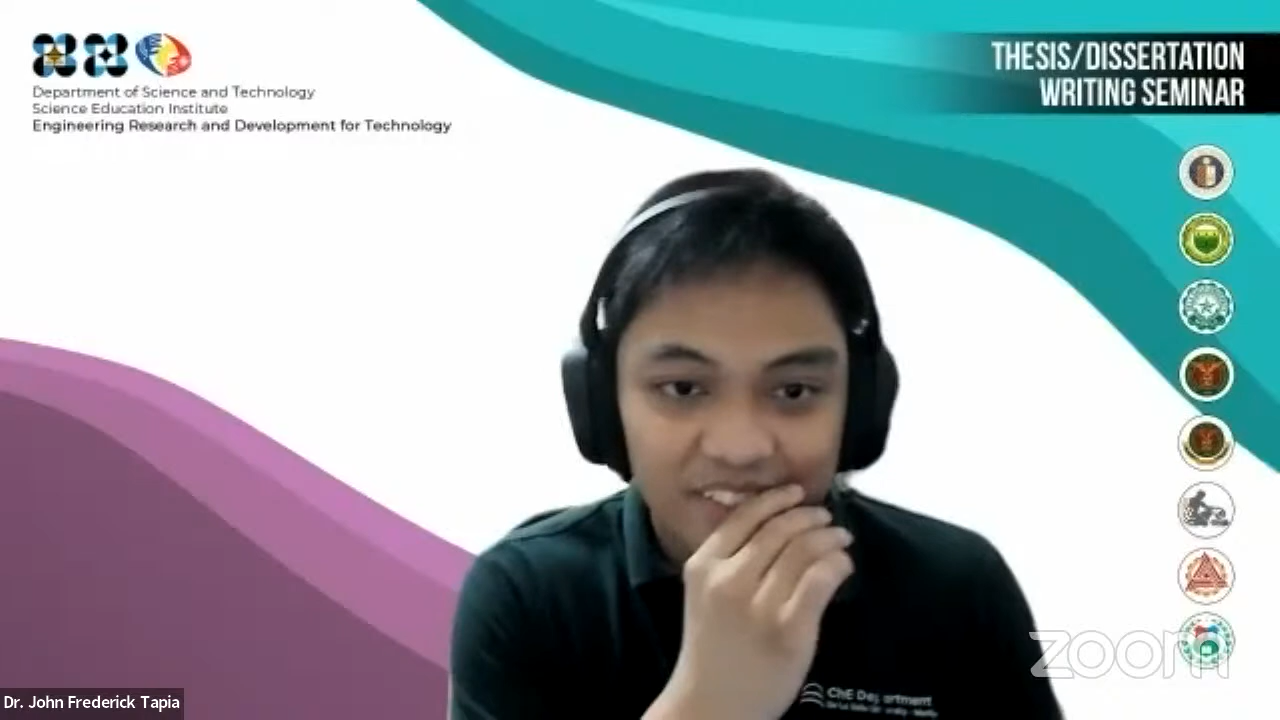 Department of Science and Technology
Science Education Institute
Engineering Research and Development for Technology
THESIS/DISSERTATION
WRITING SEMINAR
ChE Department
zoom
Dr. John Frederick Tapia